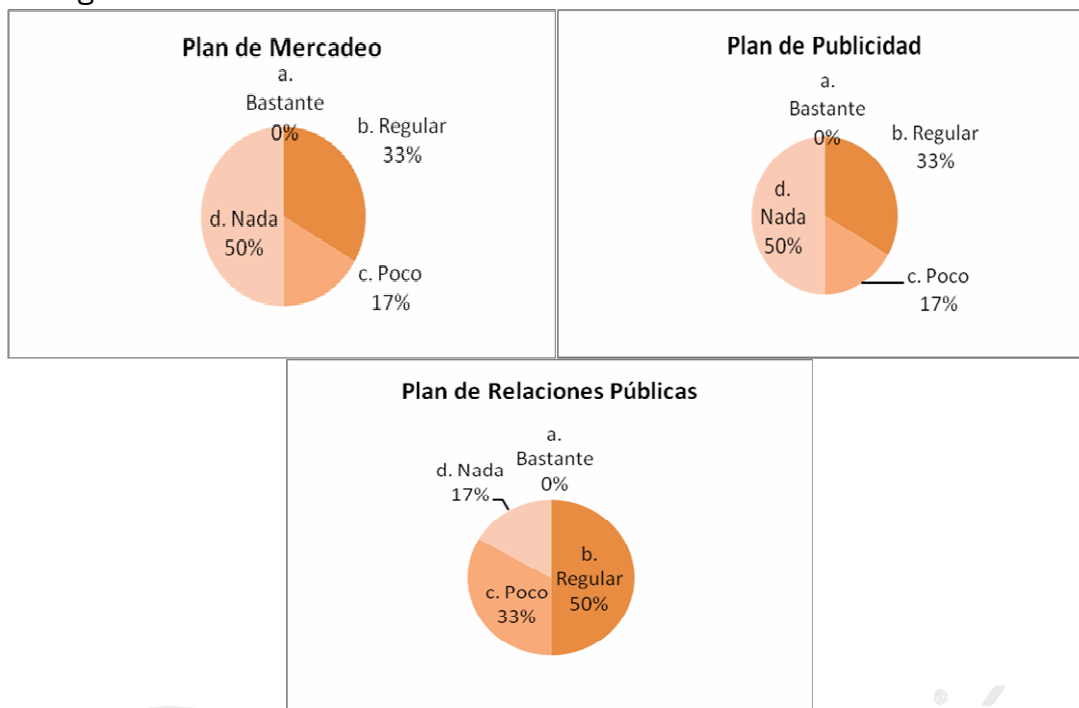 Plan de Mercadeo
a.
Bastante
0%
b. Regular
33%
c. Poco
17%
d. Nada
50%
Plan de Publicidad
a.
Bastante
0%
b. Regular
33%
c. Poco
17%
d.
Nada
50%
Plan de Relaciones Públicas
a.
Bastante
0%
b.
Regular
50%
c. Poco
33%
d. Nada
17%